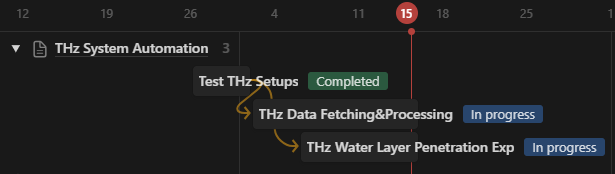 12 19 26 4 11 15 18 25 1
THz System Automation 3
Test THz Setups Completed
THz Data Fetching&Processing In progress
THz Water Layer Penetration Exp In progress